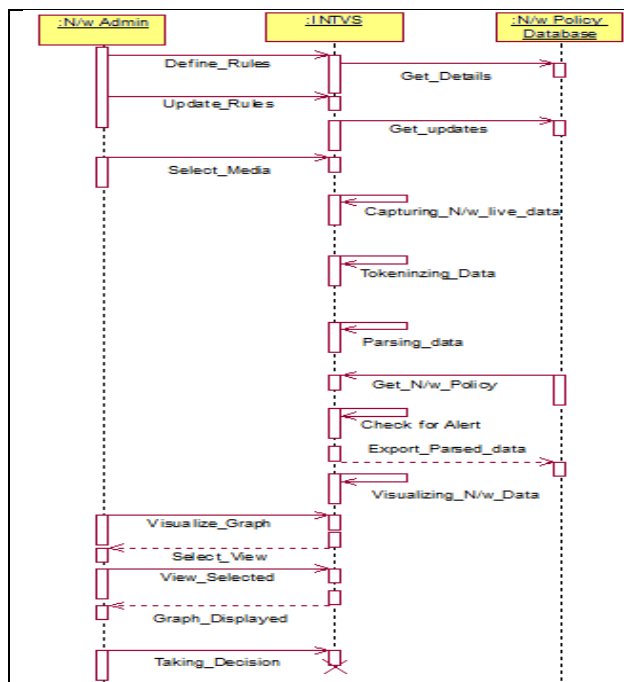 :N/w Admin
:INTVS
:N/w Policy
Database
Define_Rules
Get_Details
Update_Rules
Get_updates
Select_Media
Capturing_N/w_live_data
Tokeninzing_Data
Parsing_data
Get_N/w_Policy
Check for Alert
Export_Parsed_data
Visualizing_N/w_Data
Visualize_Graph
Select_View
View_Selected
Graph_Displayed
Taking_Decision